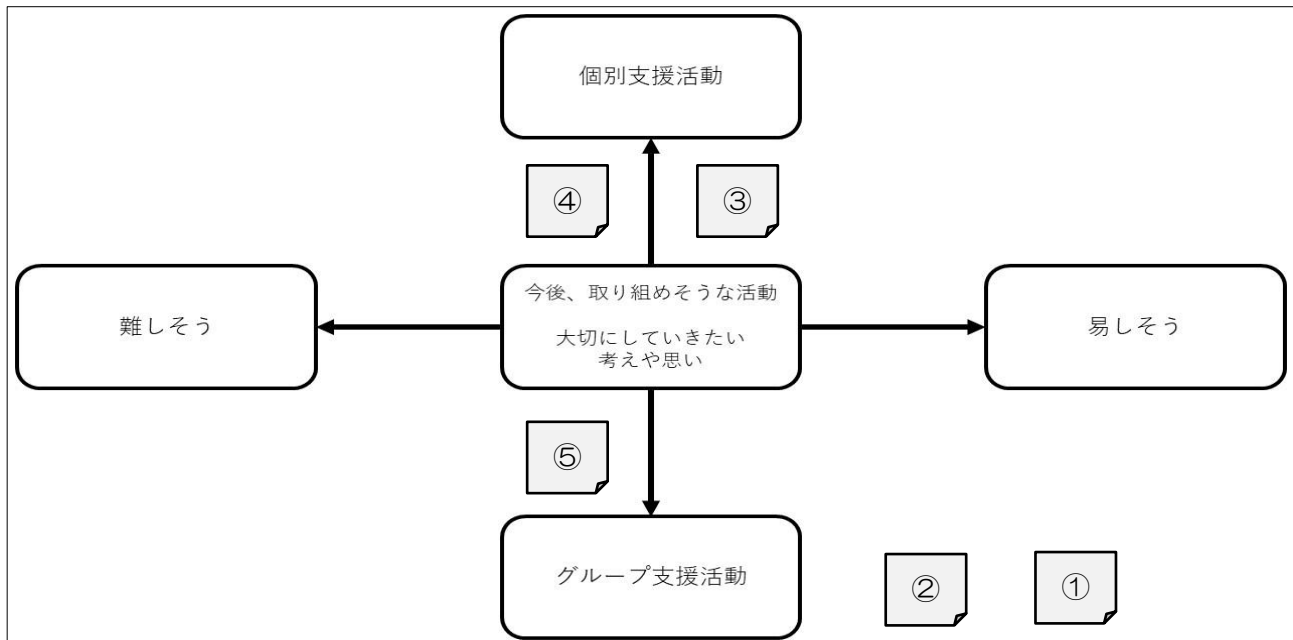 個別支援活動
④
③
難しそう
今後、取り組めそうな活動
大切にしていきたい
考えや思い
易しそう
⑤
グループ支援活動
②
①